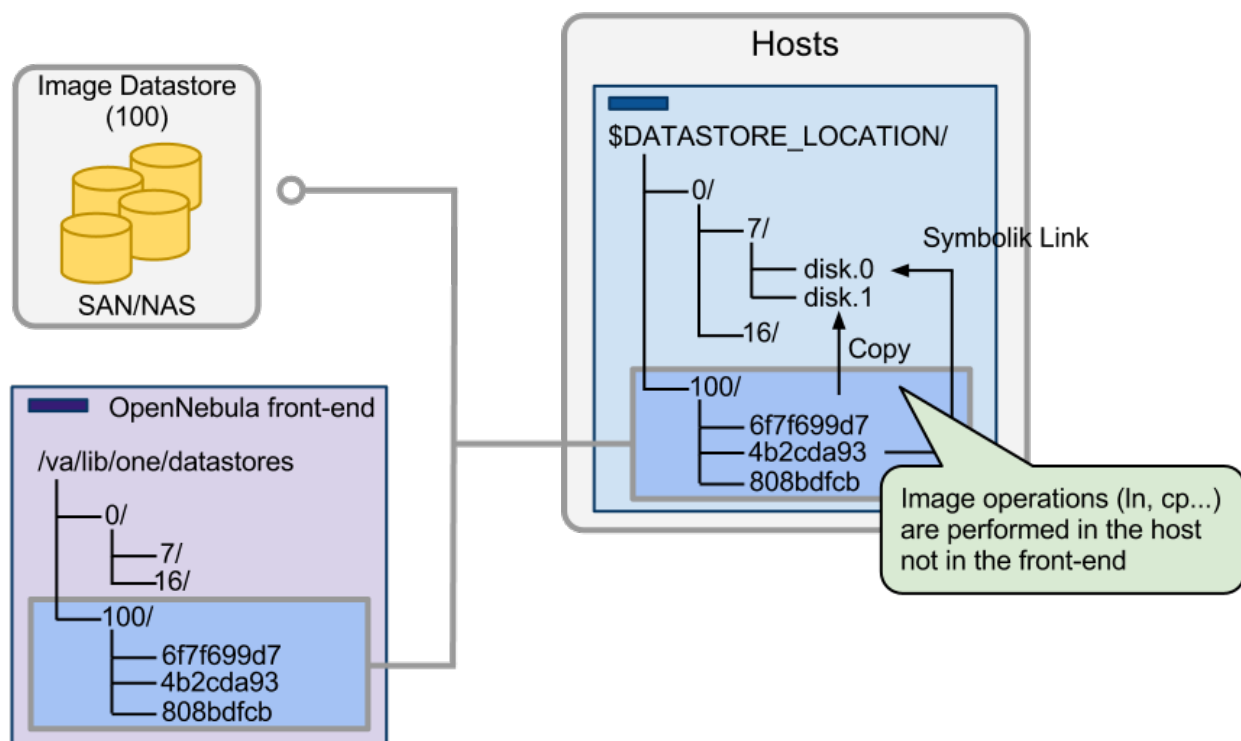 Image Datastore
(100)
SAN/NAS
OpenNebula front-end
/va/lib/one/datastores
0/
7/
16/
100/
6f7f699d7
4b2cda93
808bdfcb
Hosts
$DATASTORE_LOCATION/
0/
7/
Symbolik Link
disk.0
disk.1
16/
Copy
100/
6f7f699d7
4b2cda93
808bdfcb
Image operations (ln, cp...)
are performed in the host
not in the front-end